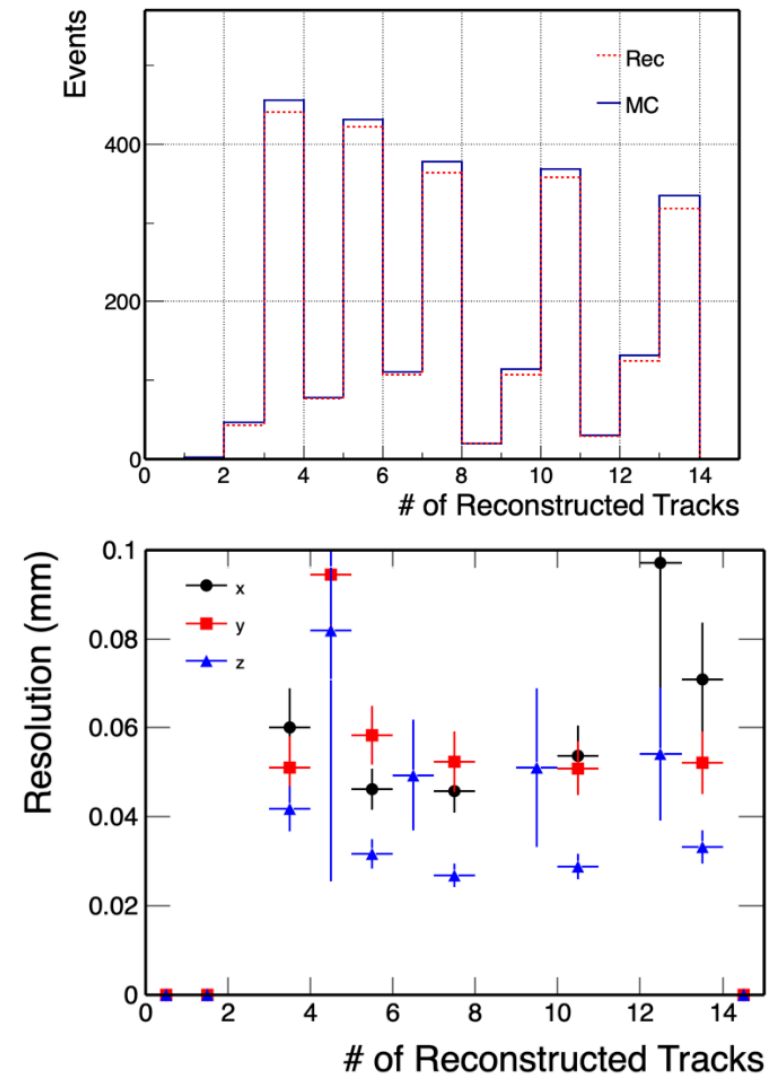 Events
Rec
MC
400
200
0
0 2 4 6 8 10 12 14
# of Reconstructed Tracks
Resolution (mm)
x
y
z
0.1
0.08
0.06
0.04
0.02
0
0 2 4 6 8 10 12 14
# of Reconstructed Tracks